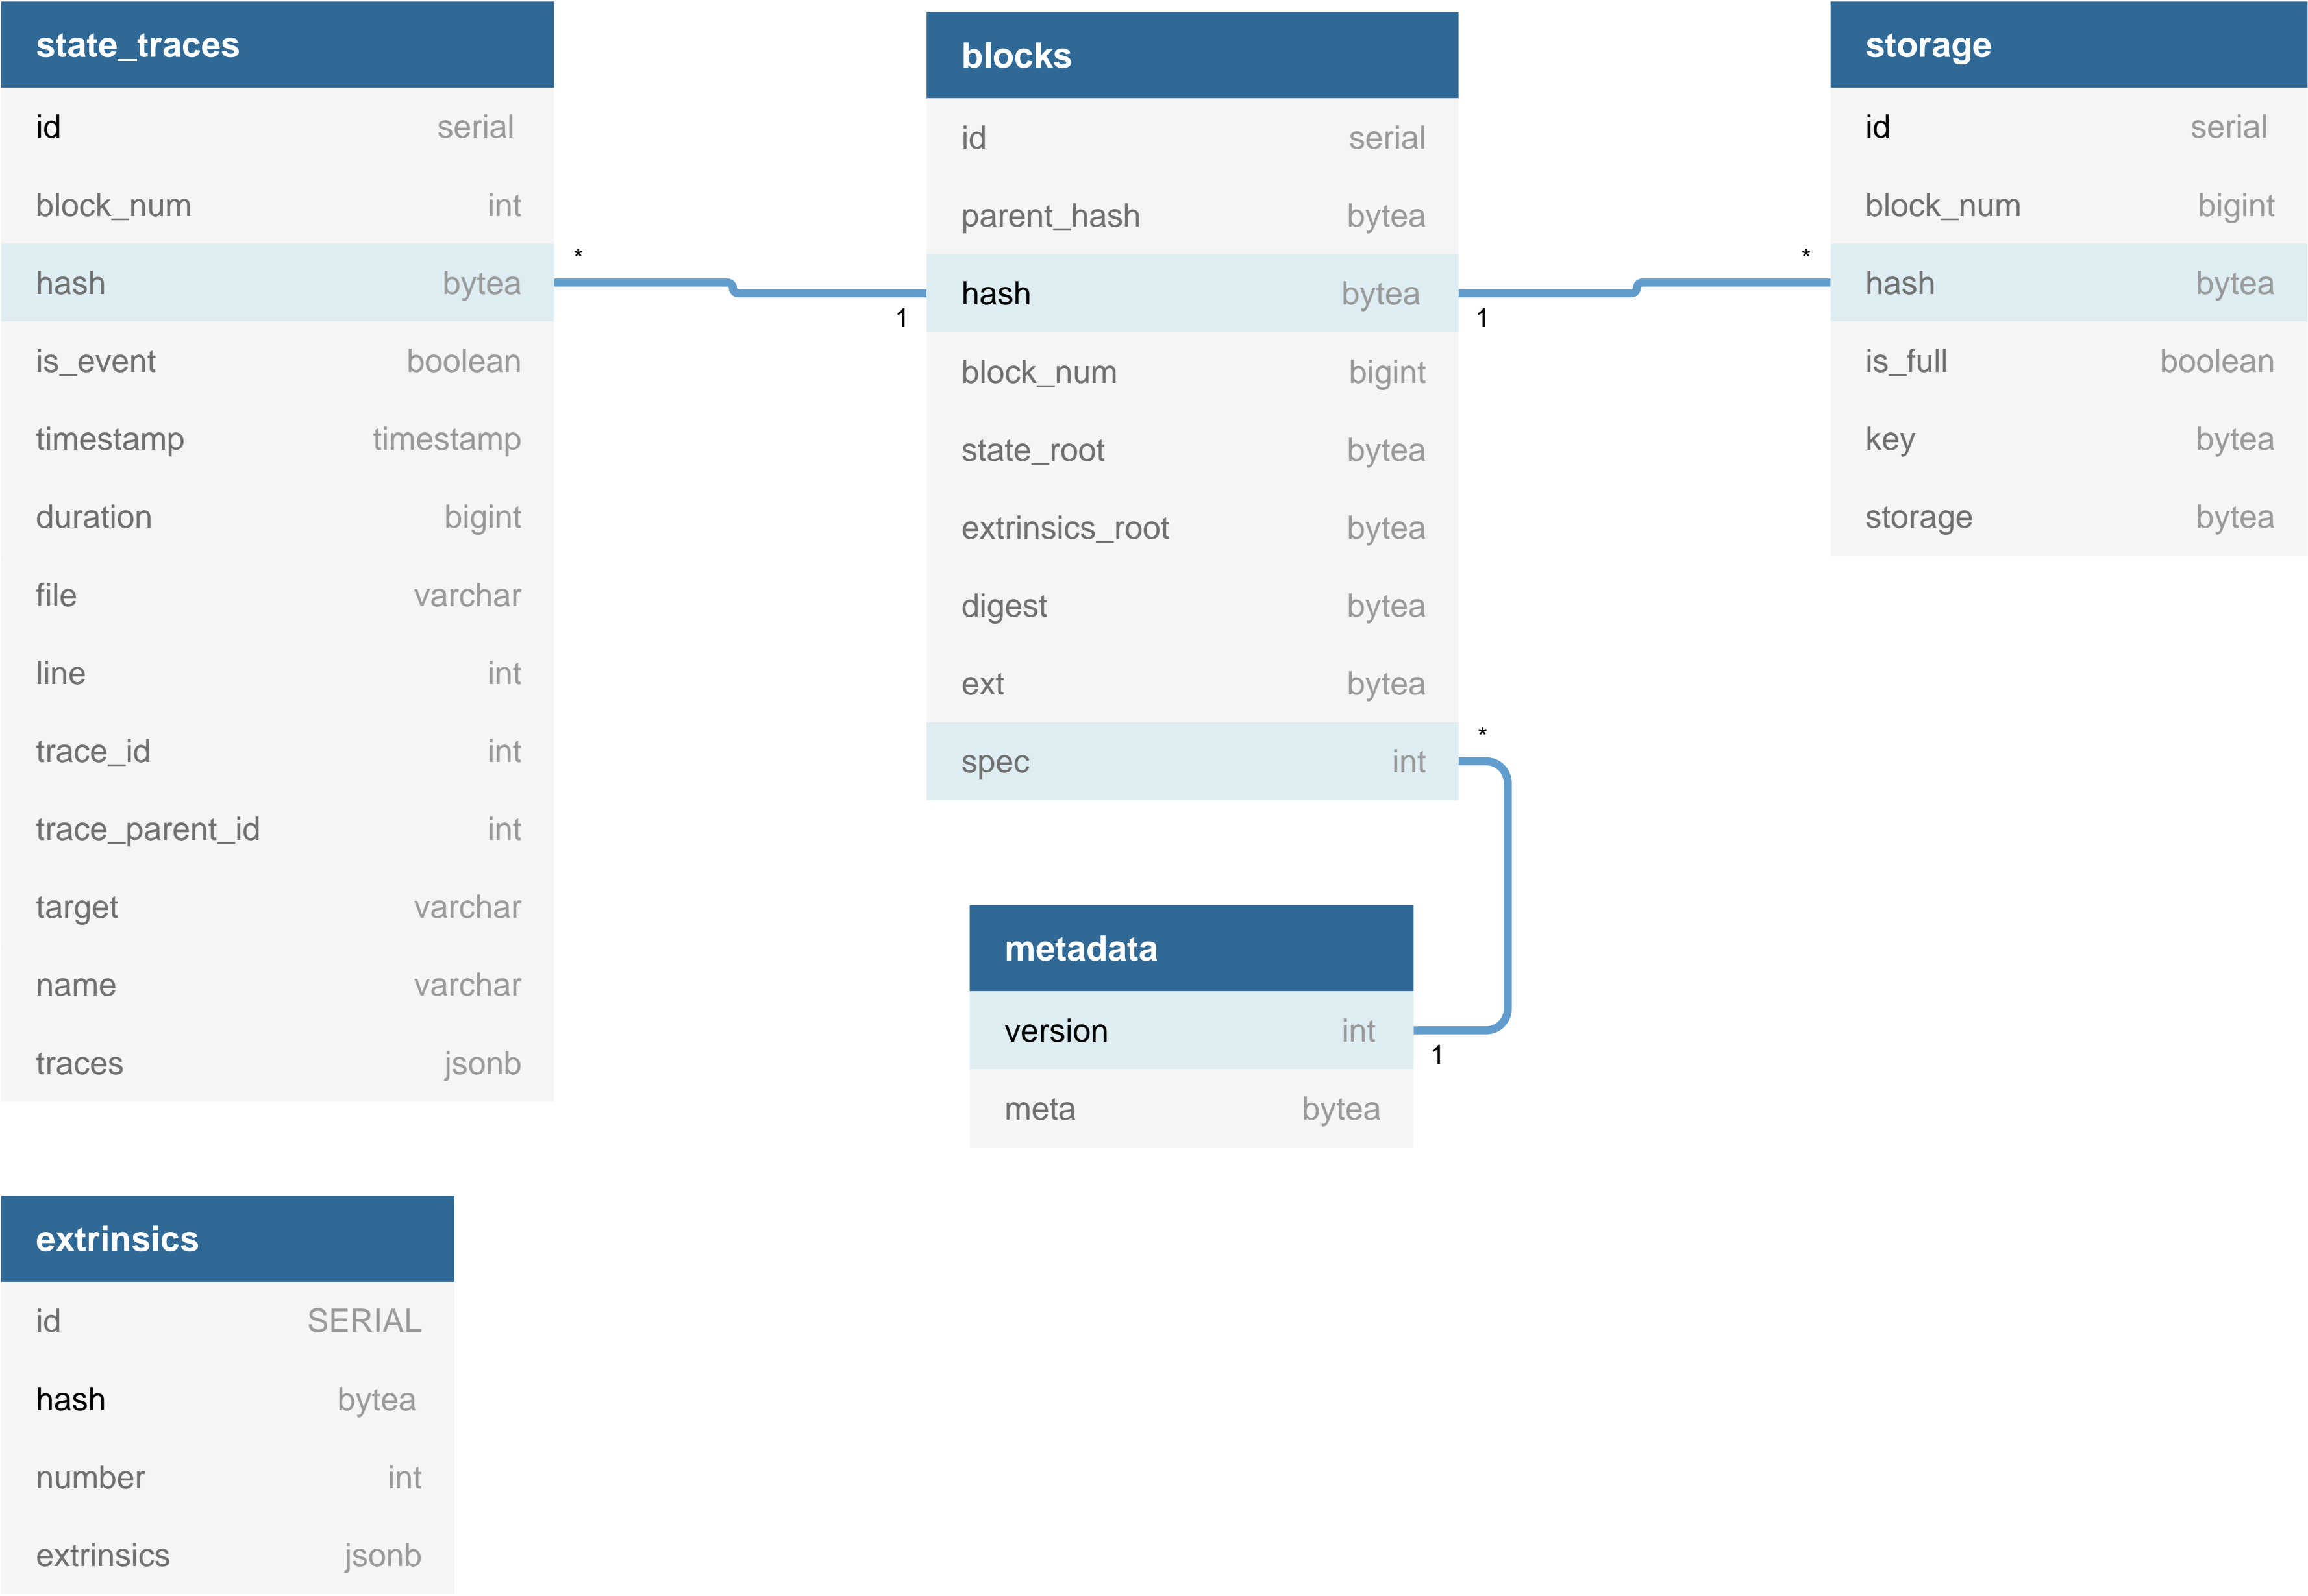 state_traces
id serial
block_num int
hash bytea
is_event boolean
timestamp timestamp
duration bigint
file varchar
line int
trace_id int
trace_parent_id int
target varchar
name varchar
traces jsonb
*
1
blocks
id serial
parent_hash bytea
hash bytea
block_num bigint
state_root bytea
extrinsics_root bytea
digest bytea
ext bytea
spec int
1
*
storage
id serial
block_num bigint
hash bytea
is_full boolean
key bytea
storage bytea
*
1
metadata
version int
meta bytea
extrinsics
id SERIAL
hash bytea
number int
extrinsics jsonb